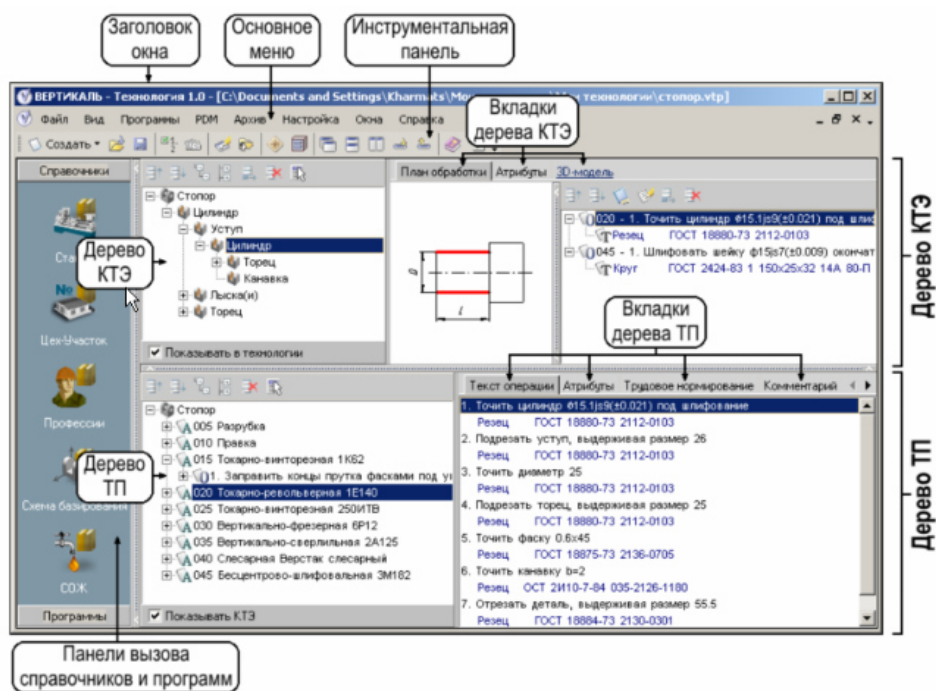 Заголовок окна
Основное меню
Инструментальная панель
ВЕРТИКАЛЬ - Технология 1.0 - [C:\Documents and Settings\Kharmats\Мои технологии\стопор.vtp]
Файл Вид Программы PDM Архив Настройка Окна Справка
Вкладки дерева КТЭ
Создать
Справочники
План обработки Атрибуты 3D-модель
Стопор
Цилиндр
Уступ
Цилиндр
Торец
Канавка
Лыска(и)
Торец
Показывать в технологии
Дерево КТЭ
Цех-Участок
Профессии
Схема базирования
СОЖ
Программы
D
l
020 - 1. Точить цилиндр ϕ15.1js9(±0.021) под
Резец ГОСТ 18880-73 2112-0103
045 - 1. Шлифовать шейку ϕ15js7(±0.009) окончат
Круг ГОСТ 2424-83 1 150х25х32 14А 80-П
Вкладки дерева ТП
Дерево КТЭ
Стопор
005 Разрубка
010 Правка
015 Токарно-винторезная 1К62
1. Заправить концы прутка фасками под
020 Токарно-револьверная 1Е140
025 Токарно-винторезная 250ИТВ
030 Вертикально-фрезерная 6Р12
035 Вертикально-сверлильная 2А125
040 Слесарная Верстак слесарный
045 Бесцентрово-шлифовальная 3М182
Показывать КТЭ
Дерево ТП
Текст операции Атрибуты Трудовое нормирование Комментарий
1. Точить цилиндр ϕ15.1js9(±0.021) под шлифование
Резец ГОСТ 18880-73 2112-0103
2. Подрезать уступ, выдерживая размер 26
Резец ГОСТ 18880-73 2112-0103
3. Точить диаметр 25
Резец ГОСТ 18880-73 2112-0103
4. Подрезать торец, выдерживая размер 25
Резец ГОСТ 18880-73 2112-0103
5. Точить фаску 0.6х45
Резец ГОСТ 18875-73 2136-0705
6. Точить канавку b=2
Резец ОСТ 2И10-7-84 035-2126-1180
7. Отрезать деталь, выдерживая размер 55.5
Резец ГОСТ 18884-73 2130-0301
Дерево ТП
Панели вызова справочников и программ